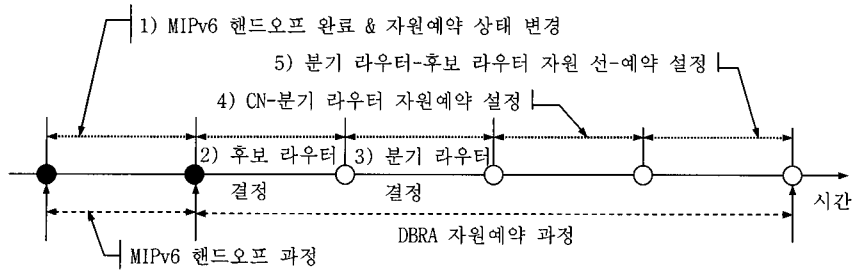 1) MIPv6 핸드오프 완료 & 자원예약 상태 변경
5) 분기 라우터-후보 라우터 자원 선-예약 설정
4) CN-분기 라우터 자원예약 설정
2) 후보 라우터
결정
3) 분기 라우터
결정
시간
DBRA 자원예약 과정
MIPv6 핸드오프 과정